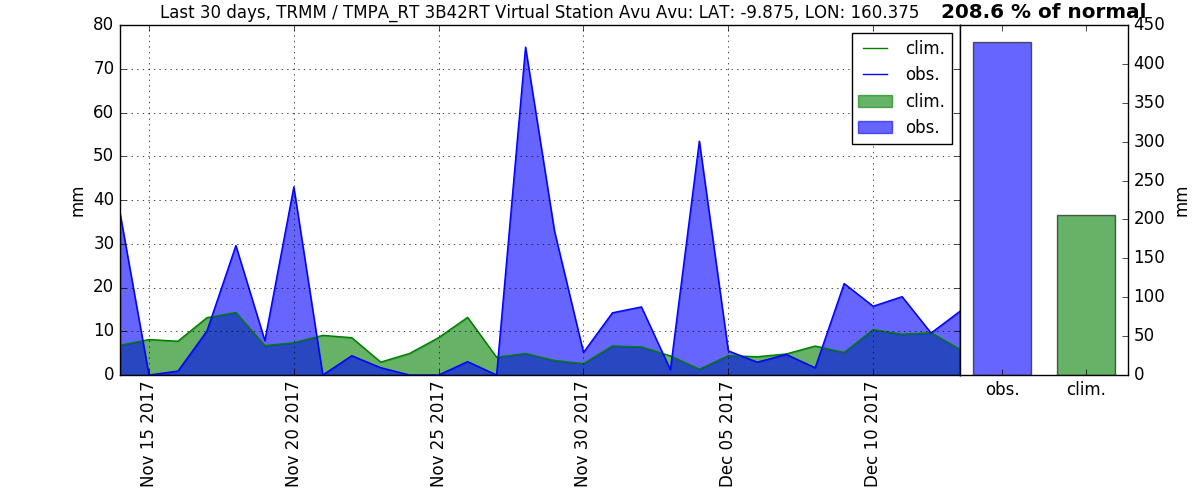 Last 30 days, TRMM / TMPA_RT 3B42RT Virtual Station Avu Avu: LAT: -9.875, LON: 160.375
208.6 % of normal
80
70
60
50
40
30
20
10
0
mm
clim.
obs.
clim.
obs.
450
400
350
300
250
200
150
100
50
0
mm
Nov 15 2017
Nov 20 2017
Nov 25 2017
Nov 30 2017
Dec 05 2017
Dec 10 2017
obs.
clim.